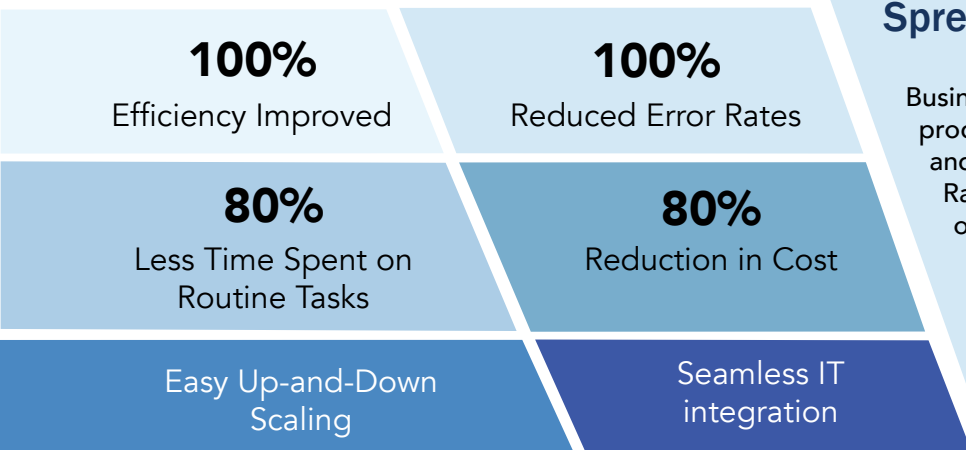 100%
Efficiency Improved
100%
Reduced Error Rates
80%
Less Time Spent on
Routine Tasks
80%
Reduction in Cost
Easy Up-and-Down
Scaling
Seamless IT
integration
Spre
Busin
proc
and
Ra
o